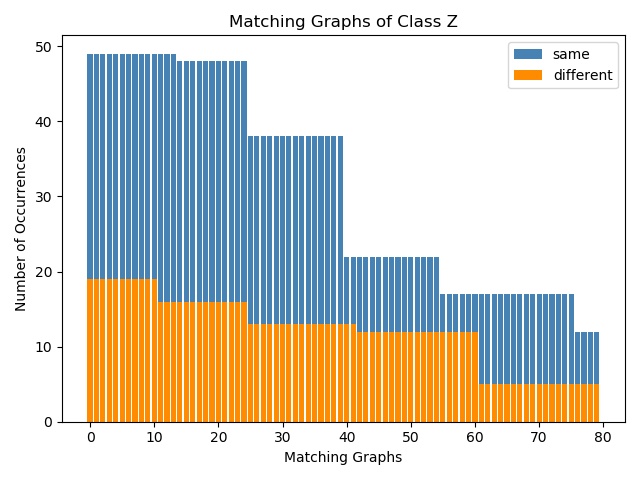 Matching Graphs of Class Z
same
different
Number of Occurrences
50
40
30
20
10
0
0 10 20 30 40 50 60 70 80
Matching Graphs